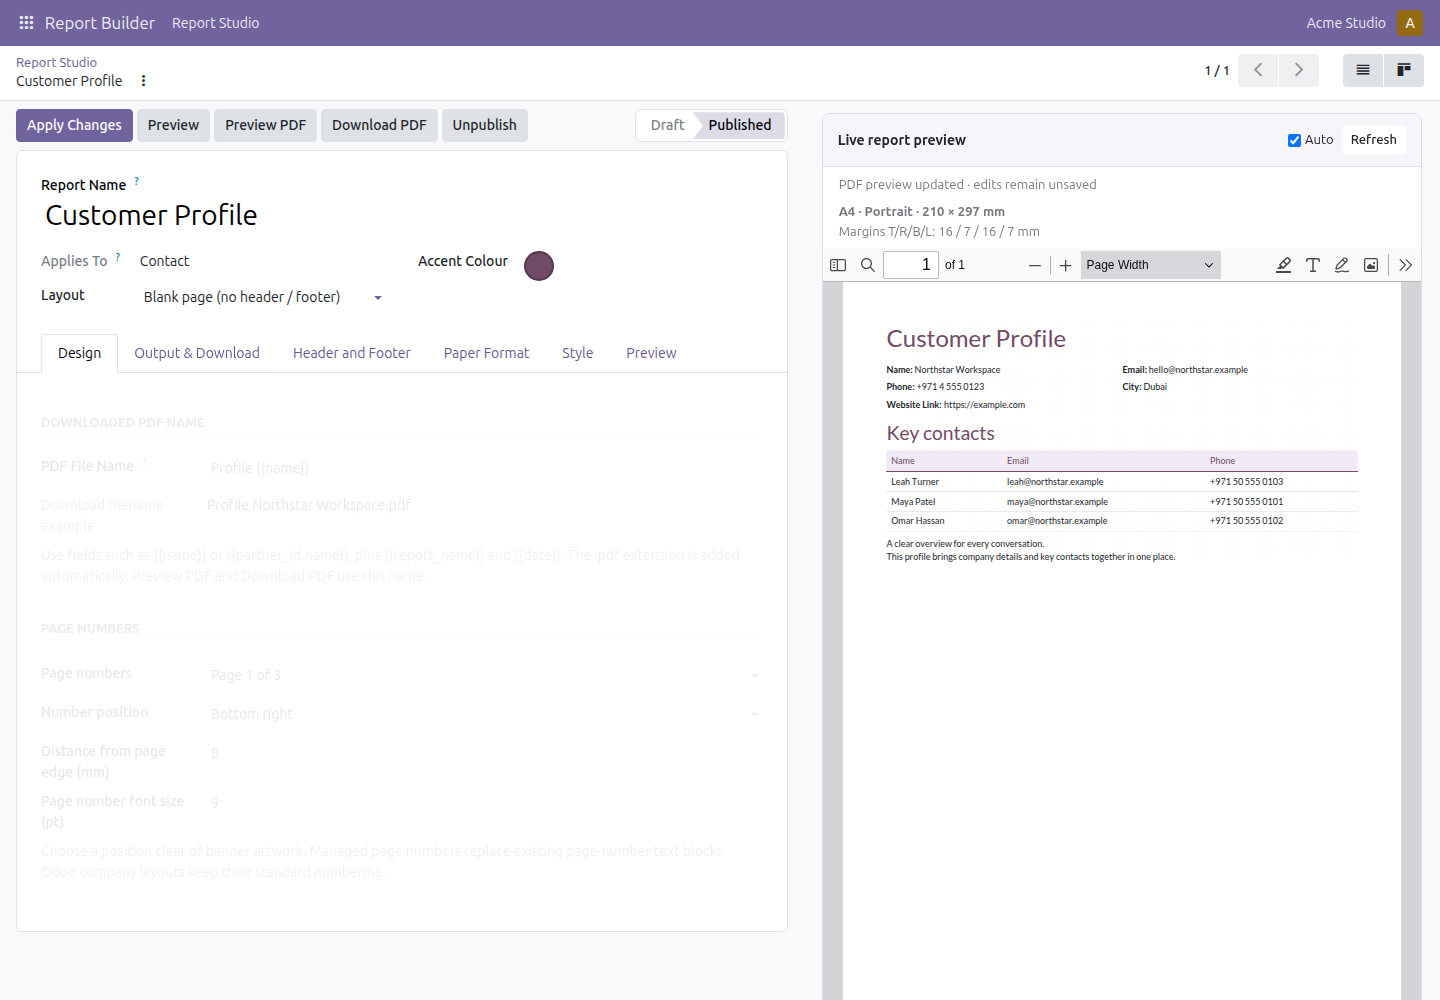 Report Builder
Report Studio
Acme Studio
A
Report Studio
Customer Profile
1 / 1
Apply Changes
Preview
Preview PDF
Download PDF
Unpublish
Draft
Published
Report Name ?
Customer Profile
Applies To ?
Contact
Accent Colour
Layout
Blank page (no header / footer)
Design
Output & Download
Header and Footer
Paper Format
Style
Preview
DOWNLOADED PDF NAME
PDF File Name ?
Profile {{name}}
Download filename
example
Profile Northstar Workspace.pdf
Use fields such as {{name}} or {{partner_id.name}}, plus {{report_name}} and {{date}}. The .pdf extension is added
automatically. Preview PDF and Download PDF use this name.
PAGE NUMBERS
Page numbers
Page 1 of 3
Number position
Bottom right
Distance from page
edge (mm)
8
Page number font size
(pt)
9
Choose a position clear of banner artwork. Managed page numbers replace existing page-number text blocks.
Odoo company layouts keep their standard numbering.
Live report preview
Auto
Refresh
PDF preview updated · edits remain unsaved
A4 · Portrait · 210 × 297 mm
Margins T/R/B/L: 16 / 7 / 16 / 7 mm
1
of 1
Page Width
Customer Profile
Name: Northstar Workspace
Email: hello@northstar.example
Phone: +971 4 555 0123
City: Dubai
Website Link: https://example.com
Key contacts
Name Email Phone
Leah Turner leah@northstar.example +971 50 555 0103
Maya Patel maya@northstar.example +971 50 555 0101
Omar Hassan omar@northstar.example +971 50 555 0102
A clear overview for every conversation.
This profile brings company details and key contacts together in one place.